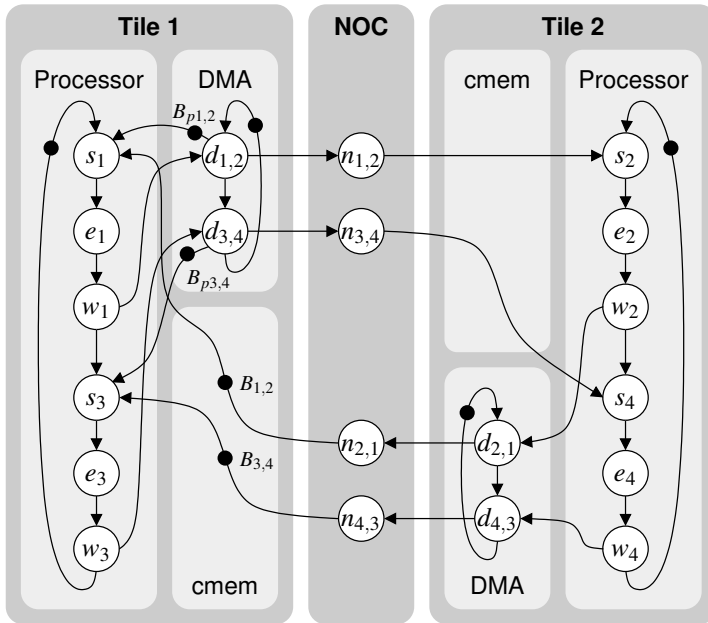 Tile 1
NOC
Tile 2
Processor
DMA
cmem
Processor
B_{p1,2}
s_1
d_{1,2}
n_{1,2}
s_2
e_1
d_{3,4}
n_{3,4}
e_2
B_{p3,4}
w_1
w_2
s_3
B_{1,2}
s_4
n_{2,1}
d_{2,1}
B_{3,4}
e_3
e_4
n_{4,3}
d_{4,3}
w_3
w_4
cmem
DMA